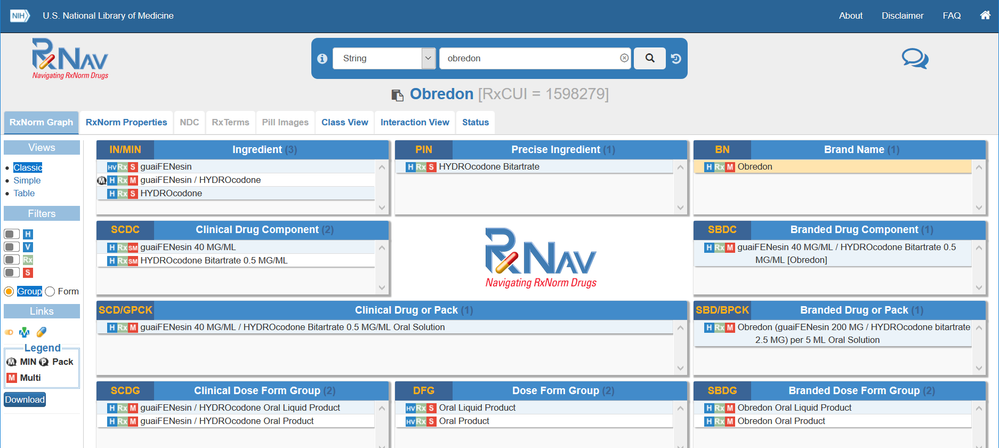 NIH U.S. National Library of Medicine About Disclaimer FAQ
RxNav
Navigating RxNorm Drugs
String obredon
Obredon [RxCUI = 1598279]
RxNorm Graph RxNorm Properties NDC RxTerms Pill Images Class View Interaction View Status
Views
Classic
Simple
Table
Filters
H
V
Rx
S
Group Form
Links
Legend
M MIN P Pack
M Multi
Download
IN/MIN Ingredient (3)
HV Rx S guaiFENesin
M H Rx M guaiFENesin / HYDROcodone
H Rx S HYDROcodone
PIN Precise Ingredient (1)
H Rx S HYDROcodone Bitartrate
BN Brand Name (1)
H Rx M Obredon
SCDC Clinical Drug Component (2)
H Rx SM guaiFENesin 40 MG/ML
H Rx SM HYDROcodone Bitartrate 0.5 MG/ML
RxNav
Navigating RxNorm Drugs
SBDC Branded Drug Component (1)
H Rx M guaiFENesin 40 MG/ML / HYDROcodone Bitartrate 0.5
MG/ML [Obredon]
SCD/GPCK Clinical Drug or Pack (1)
H Rx M guaiFENesin 40 MG/ML / HYDROcodone Bitartrate 0.5 MG/ML Oral Solution
SBD/BPCK Branded Drug or Pack (1)
H Rx M Obredon (guaiFENesin 200 MG / HYDROcodone bitartrate
2.5 MG) per 5 ML Oral Solution
SCDG Clinical Dose Form Group (2)
H Rx M guaiFENesin / HYDROcodone Oral Liquid Product
H Rx M guaiFENesin / HYDROcodone Oral Product
DFG Dose Form Group (2)
HV Rx S Oral Liquid Product
HV Rx S Oral Product
SBDG Branded Dose Form Group (2)
H Rx M Obredon Oral Liquid Product
H Rx M Obredon Oral Product